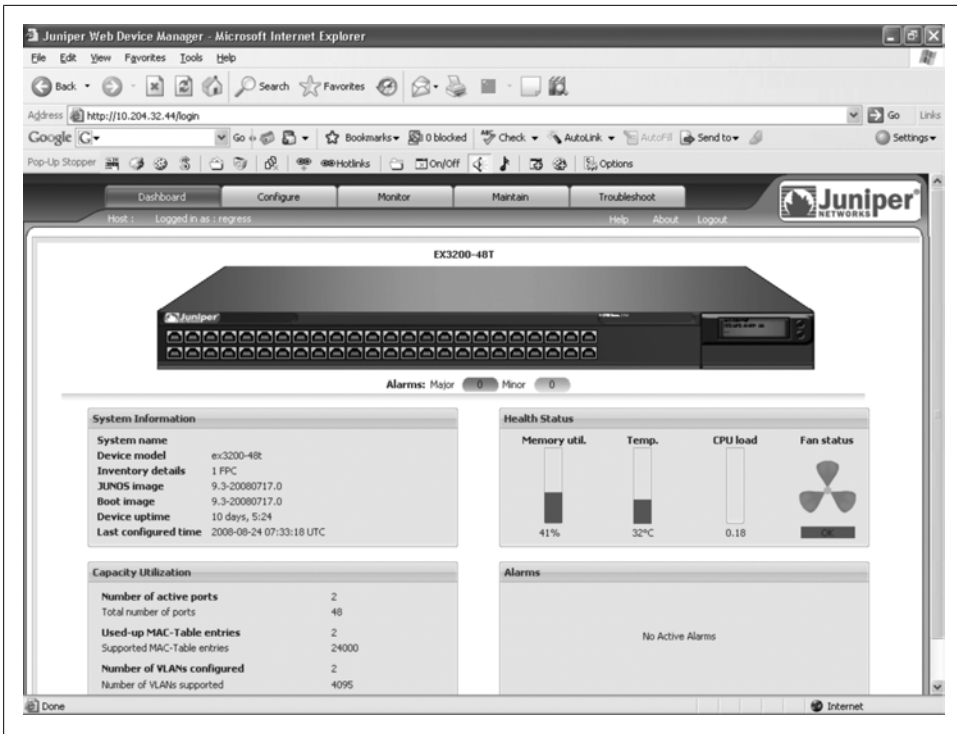 Juniper Web Device Manager - Microsoft Internet Explorer
File Edit View Favorites Tools Help
Back Search Favorites
Address http://10.204.32.44/login Go Links
Google G Go Bookmarks 0 blocked Check AutoLink AutoFill Send to Settings
Pop-Up Stopper Hotlinks On/Off Options
Dashboard Configure Monitor Maintain Troubleshoot
Juniper NETWORKS
Host : Logged in as : regress Help About Logout
EX3200-48T
Juniper
Alarms: Major 0 Minor 0
System Information
System name
Device model ex3200-48t
Inventory details 1 FPC
JUNOS image 9.3-20080717.0
Boot image 9.3-20080717.0
Device uptime 10 days, 5:24
Last configured time 2008-08-24 07:33:18 UTC
Health Status
Memory util. Temp. CPU load Fan status
41% 32°C 0.18 OK
Capacity Utilization
Number of active ports 2
Total number of ports 48
Used-up MAC-Table entries 2
Supported MAC-Table entries 24000
Number of VLANs configured 2
Number of VLANs supported 4095
Alarms
No Active Alarms
Done Internet